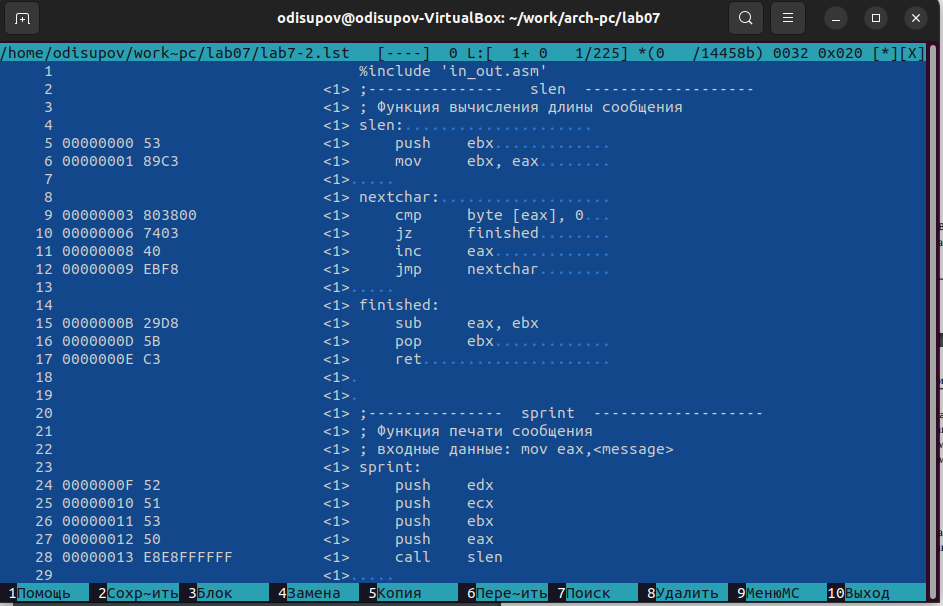 odisupov@odisupov-VirtualBox: ~/work/arch-pc/lab07
/home/odisupov/work~pc/lab07/lab7-2.lst [----] 0 L:[ 1+ 0 1/225] *(0 /14458b) 0032 0x020 [*][X]
1 %include 'in_out.asm'
2 <1> ;--------------- slen -------------------
3 <1> ; Функция вычисления длины сообщения
4 <1> slen:.....................
5 00000000 53 <1> push ebx.............
6 00000001 89C3 <1> mov ebx, eax........
7 <1>.....
8 <1> nextchar:...................
9 00000003 803800 <1> cmp byte [eax], 0...
10 00000006 7403 <1> jz finished........
11 00000008 40 <1> inc eax.............
12 00000009 EBF8 <1> jmp nextchar........
13 <1>.....
14 <1> finished:
15 0000000B 29D8 <1> sub eax, ebx
16 0000000D 5B <1> pop ebx.............
17 0000000E C3 <1> ret.....................
18 <1>.
19 <1>.
20 <1> ;--------------- sprint -------------------
21 <1> ; Функция печати сообщения
22 <1> ; входные данные: mov eax,<message>
23 <1> sprint:
24 0000000F 52 <1> push edx
25 00000010 51 <1> push ecx
26 00000011 53 <1> push ebx
27 00000012 50 <1> push eax
28 00000013 E8E8FFFFFF <1> call slen
29 <1>.....
1Помощь 2Сохр~ить 3Блок 4Замена 5Копия 6Пере~ить 7Поиск 8Удалить 9МенюMC 10Выход